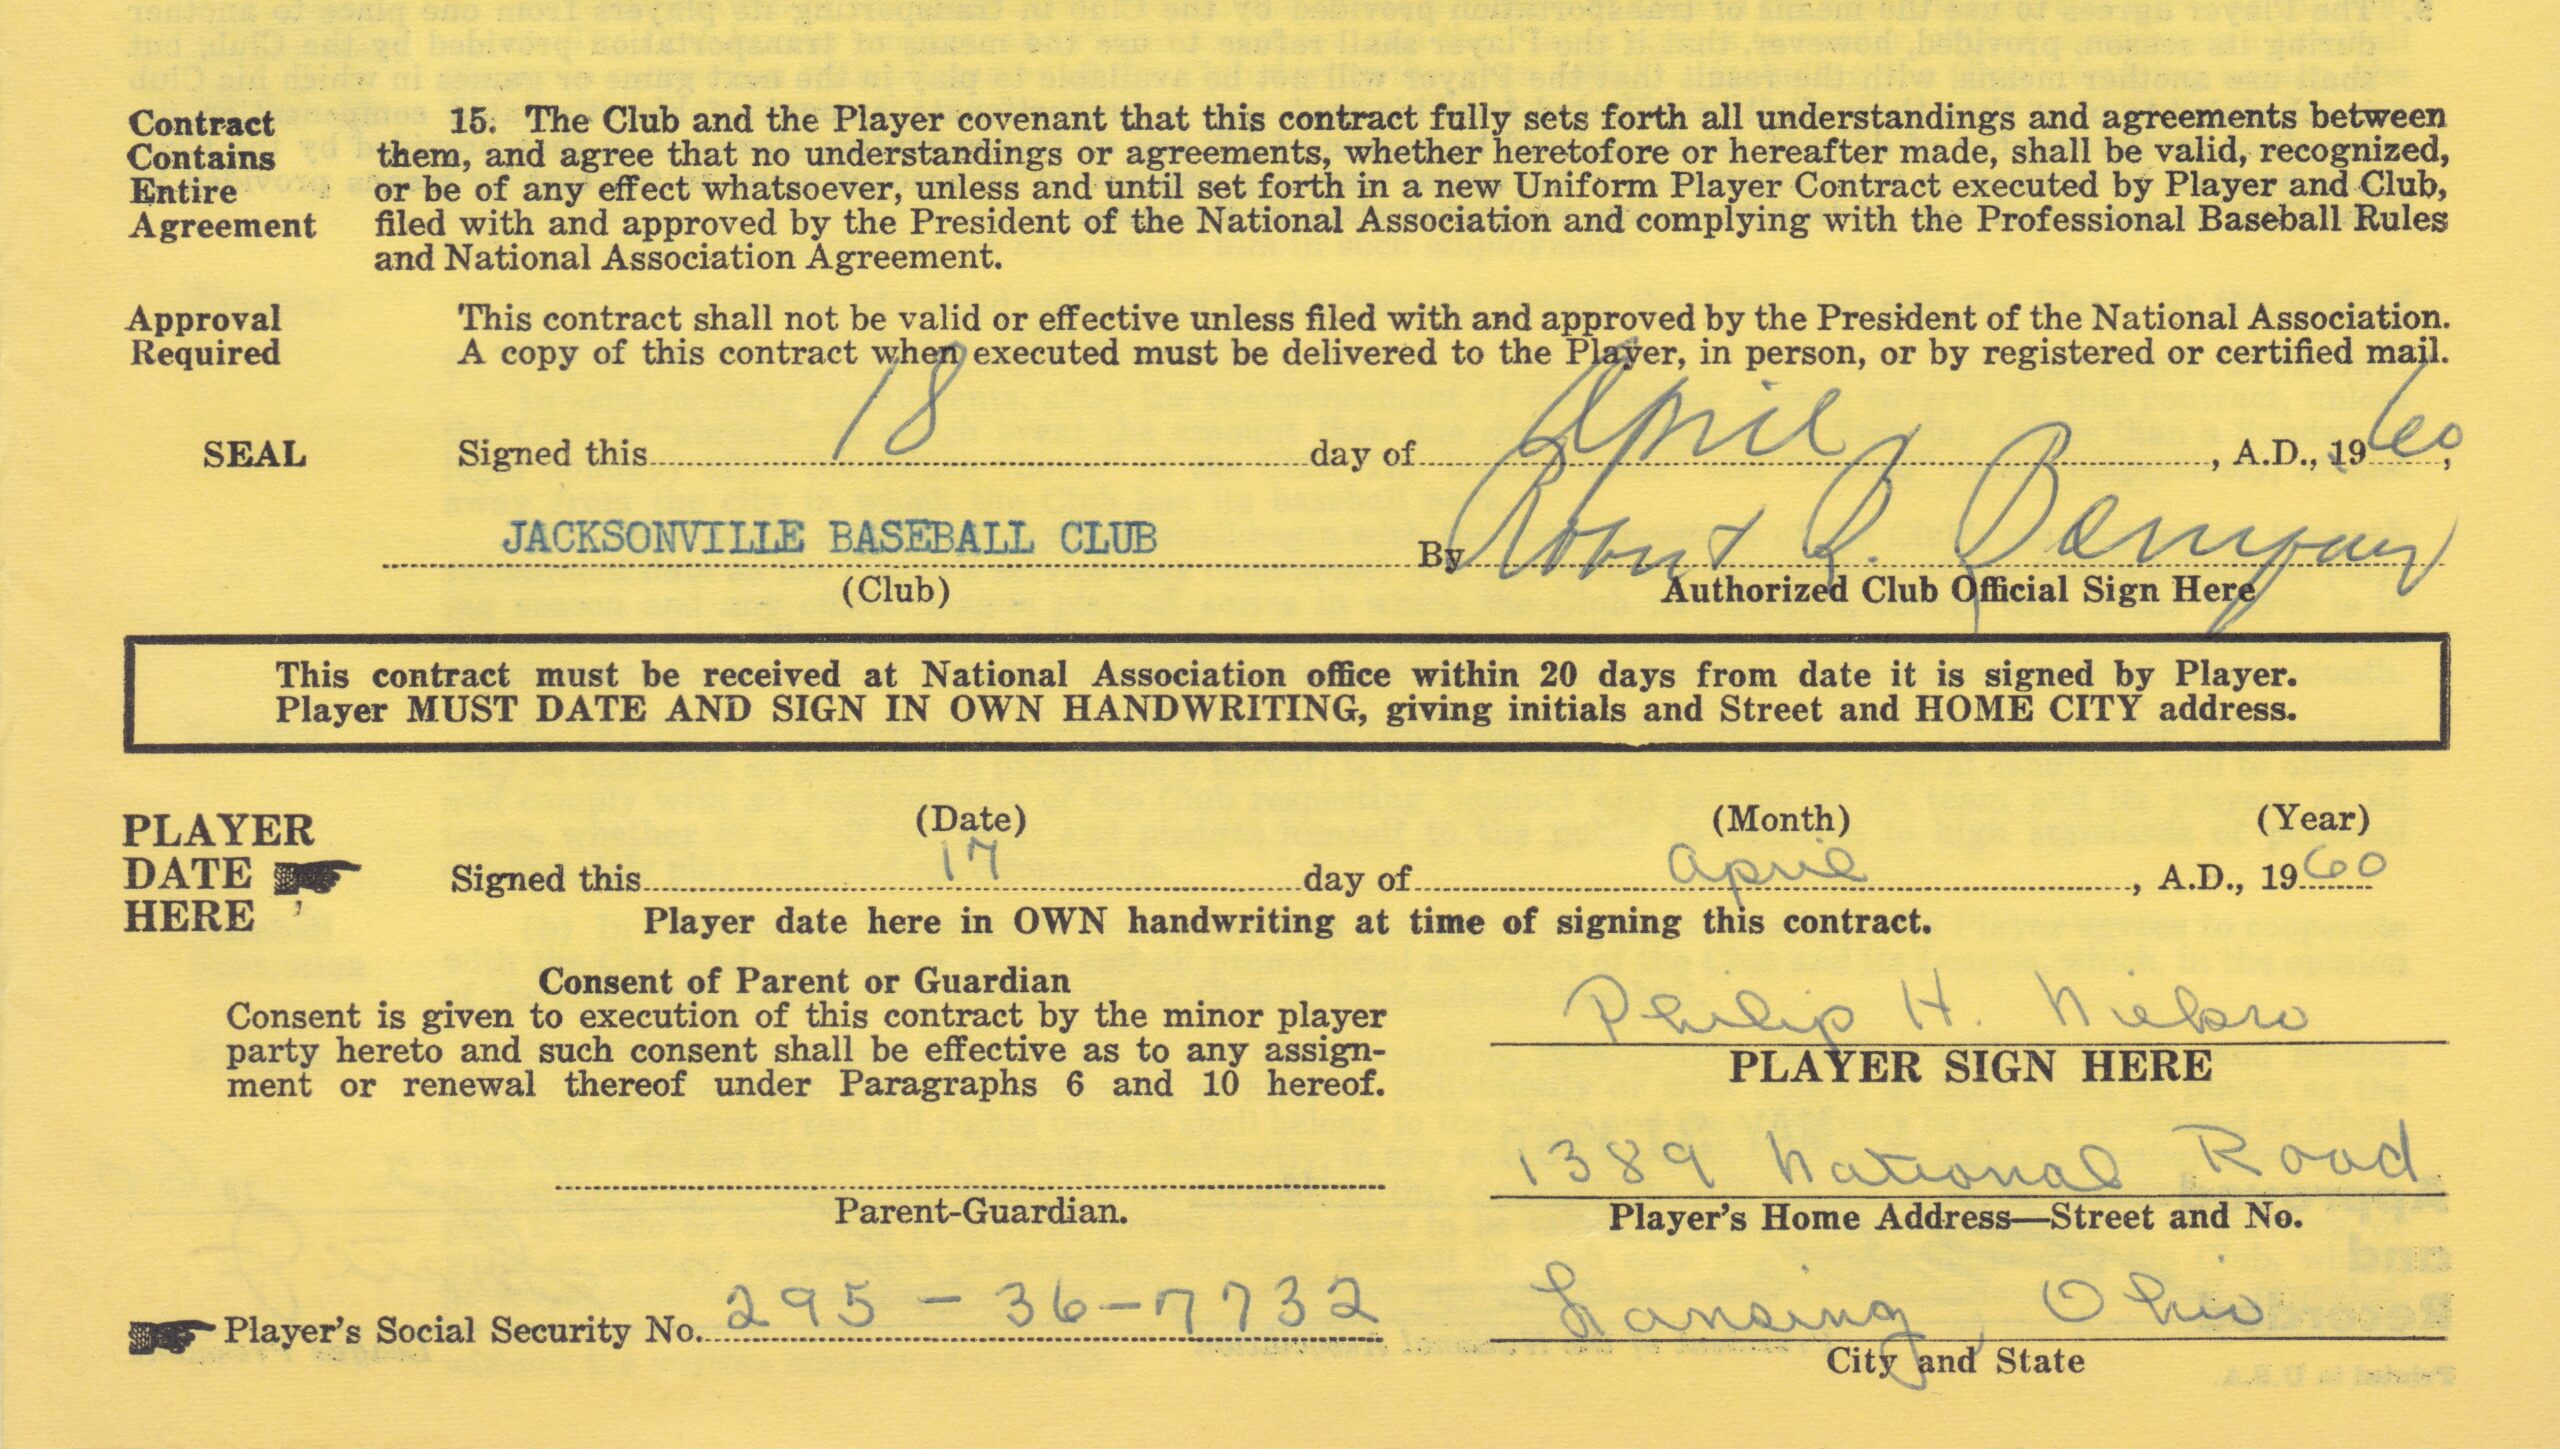 Contract Contains Entire Agreement
15. The Club and the Player covenant that this contract fully sets forth all understandings and agreements between
them, and agree that no understandings or agreements, whether heretofore or hereafter made, shall be valid, recognized,
or be of any effect whatsoever, unless and until set forth in a new Uniform Player Contract executed by Player and Club,
filed with and approved by the President of the National Association and complying with the Professional Baseball Rules
and National Association Agreement.
Approval Required
This contract shall not be valid or effective unless filed with and approved by the President of the National Association.
A copy of this contract when executed must be delivered to the Player, in person, or by registered or certified mail.
SEAL Signed this 18 day of April, A.D., 1960,
JACKSONVILLE BASEBALL CLUB By Robert R.
(Club) Authorized Club Official Sign Here
This contract must be received at National Association office within 20 days from date it is signed by Player.
Player MUST DATE AND SIGN IN OWN HANDWRITING, giving initials and Street and HOME CITY address.
PLAYER DATE HERE
(Date) (Month) (Year)
Signed this 17 day of April, A.D., 1960
Player date here in OWN handwriting at time of signing this contract.
Consent of Parent or Guardian
Consent is given to execution of this contract by the minor player
party hereto and such consent shall be effective as to any assign-
ment or renewal thereof under Paragraphs 6 and 10 hereof.
Parent-Guardian.
Player's Social Security No. 295-36-7732
Philip H. Niekro
PLAYER SIGN HERE
1389 National Road
Player's Home Address—Street and No.
Lansing, Ohio
City and State